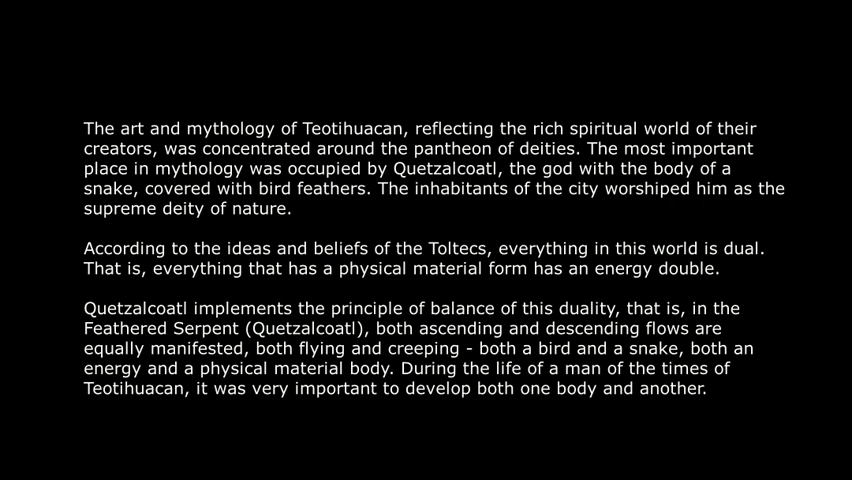 The art and mythology of Teotihuacan, reflecting the rich spiritual world of their
creators, was concentrated around the pantheon of deities. The most important
place in mythology was occupied by Quetzalcoatl, the god with the body of a
snake, covered with bird feathers. The inhabitants of the city worshiped him as the
supreme deity of nature.
According to the ideas and beliefs of the Toltecs, everything in this world is dual.
That is, everything that has a physical material form has an energy double.
Quetzalcoatl implements the principle of balance of this duality, that is, in the
Feathered Serpent (Quetzalcoatl), both ascending and descending flows are
equally manifested, both flying and creeping - both a bird and a snake, both an
energy and a physical material body. During the life of a man of the times of
Teotihuacan, it was very important to develop both one body and another.